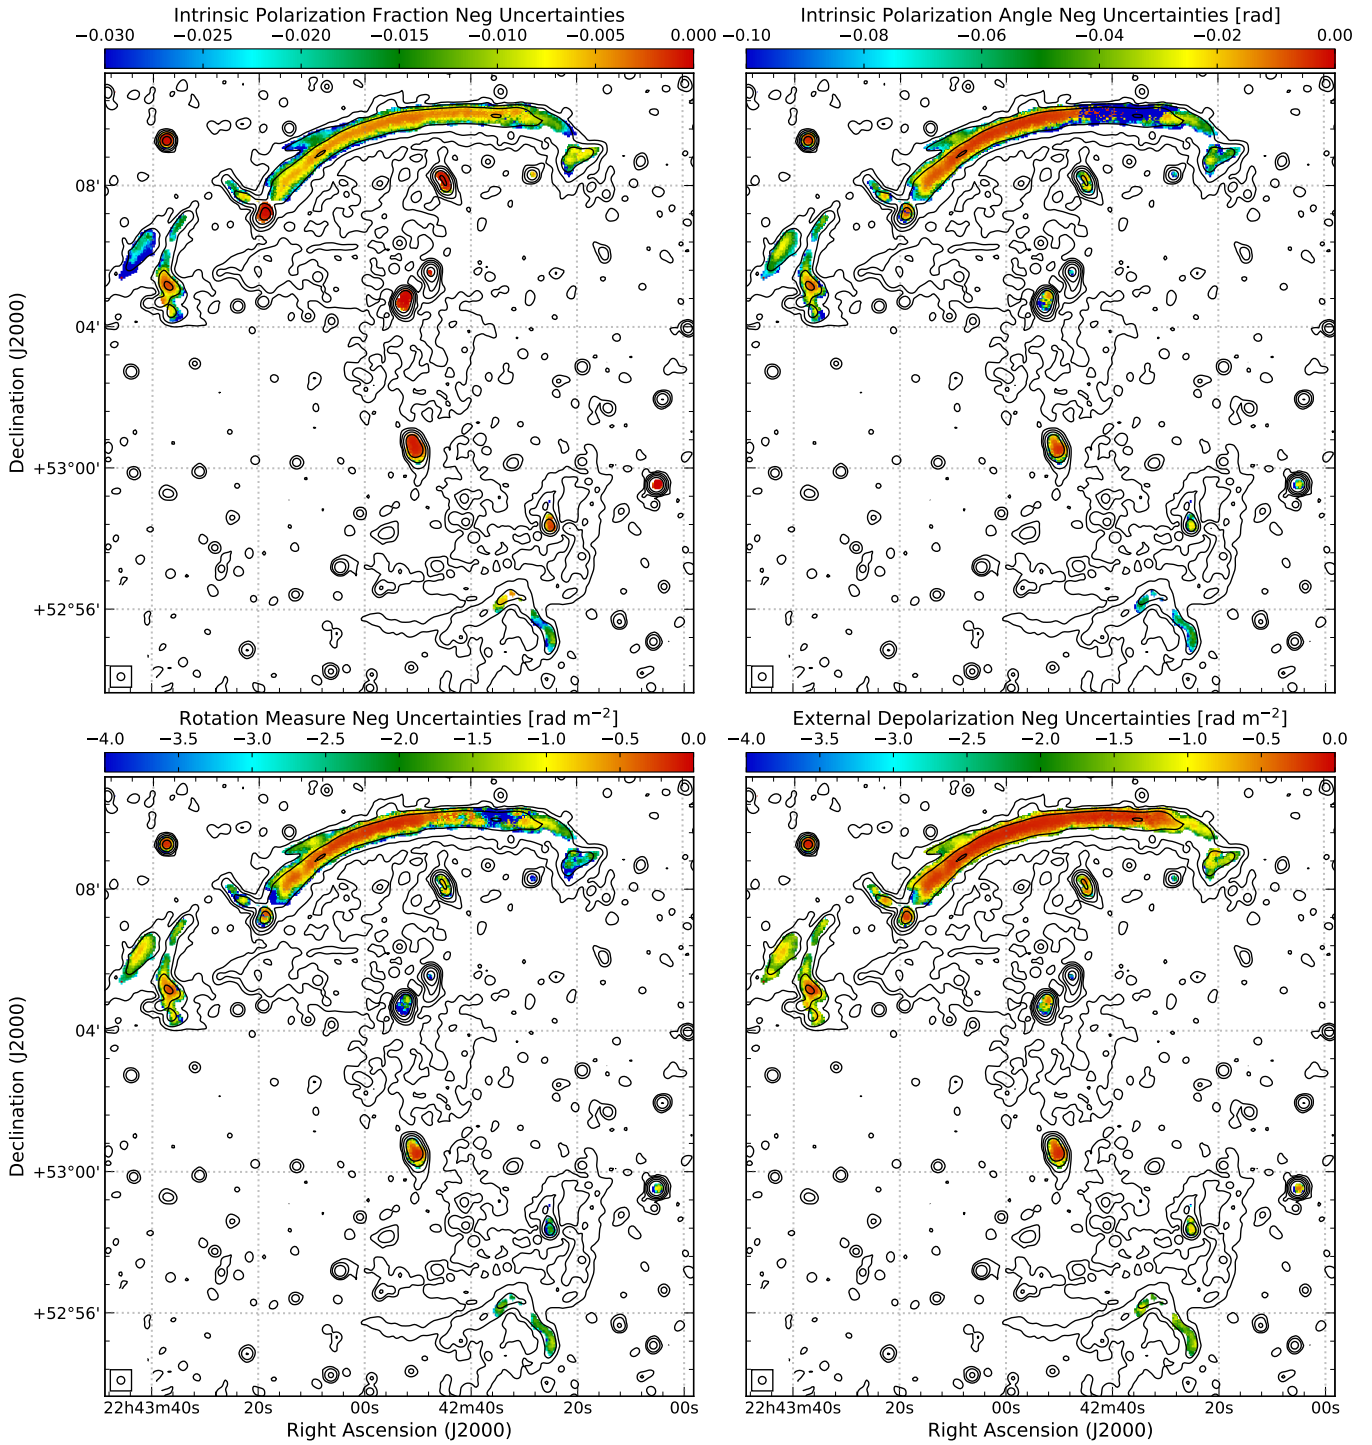 Intrinsic Polarization Fraction Neg Uncertainties
−0.030 −0.025 −0.020 −0.015 −0.010 −0.005 0.000
Intrinsic Polarization Angle Neg Uncertainties [rad]
−0.10 −0.08 −0.06 −0.04 −0.02 0.00
Declination (J2000)
08'
04'
+53°00'
+52°56'
Rotation Measure Neg Uncertainties [rad m−2]
−4.0 −3.5 −3.0 −2.5 −2.0 −1.5 −1.0 −0.5 0.0
External Depolarization Neg Uncertainties [rad m−2]
−4.0 −3.5 −3.0 −2.5 −2.0 −1.5 −1.0 −0.5 0.0
Declination (J2000)
08'
04'
+53°00'
+52°56'
22h43m40s 20s 00s 42m40s 20s 00s
Right Ascension (J2000)
22h43m40s 20s 00s 42m40s 20s 00s
Right Ascension (J2000)